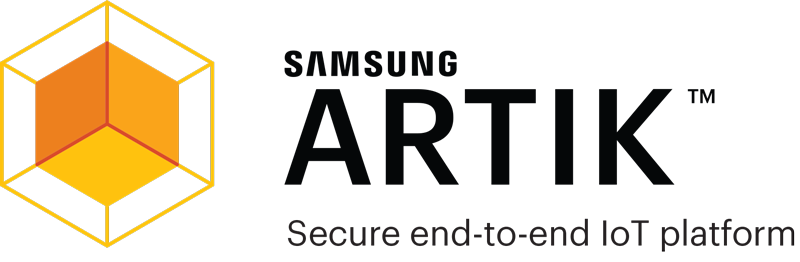 SAMSUNG
ARTIK™
Secure end-to-end IoT platform